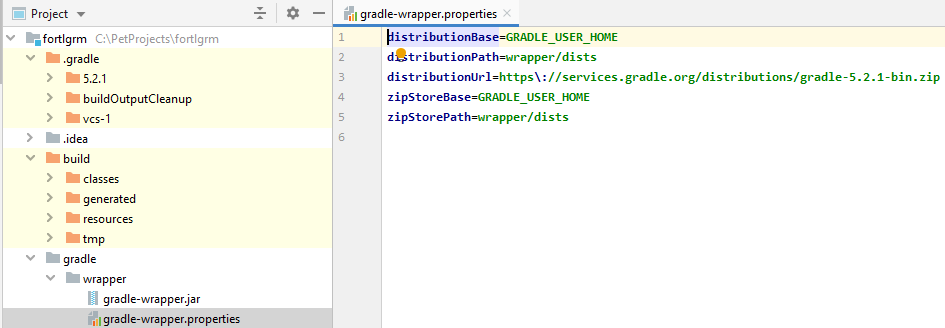 Project
fortlgrm C:\PetProjects\fortlgrm
.gradle
5.2.1
buildOutputCleanup
vcs-1
.idea
build
classes
generated
resources
tmp
gradle
wrapper
gradle-wrapper.jar
gradle-wrapper.properties
gradle-wrapper.properties
1 distributionBase=GRADLE_USER_HOME
2 distributionPath=wrapper/dists
3 distributionUrl=https\://services.gradle.org/distributions/gradle-5.2.1-bin.zip
4 zipStoreBase=GRADLE_USER_HOME
5 zipStorePath=wrapper/dists
6